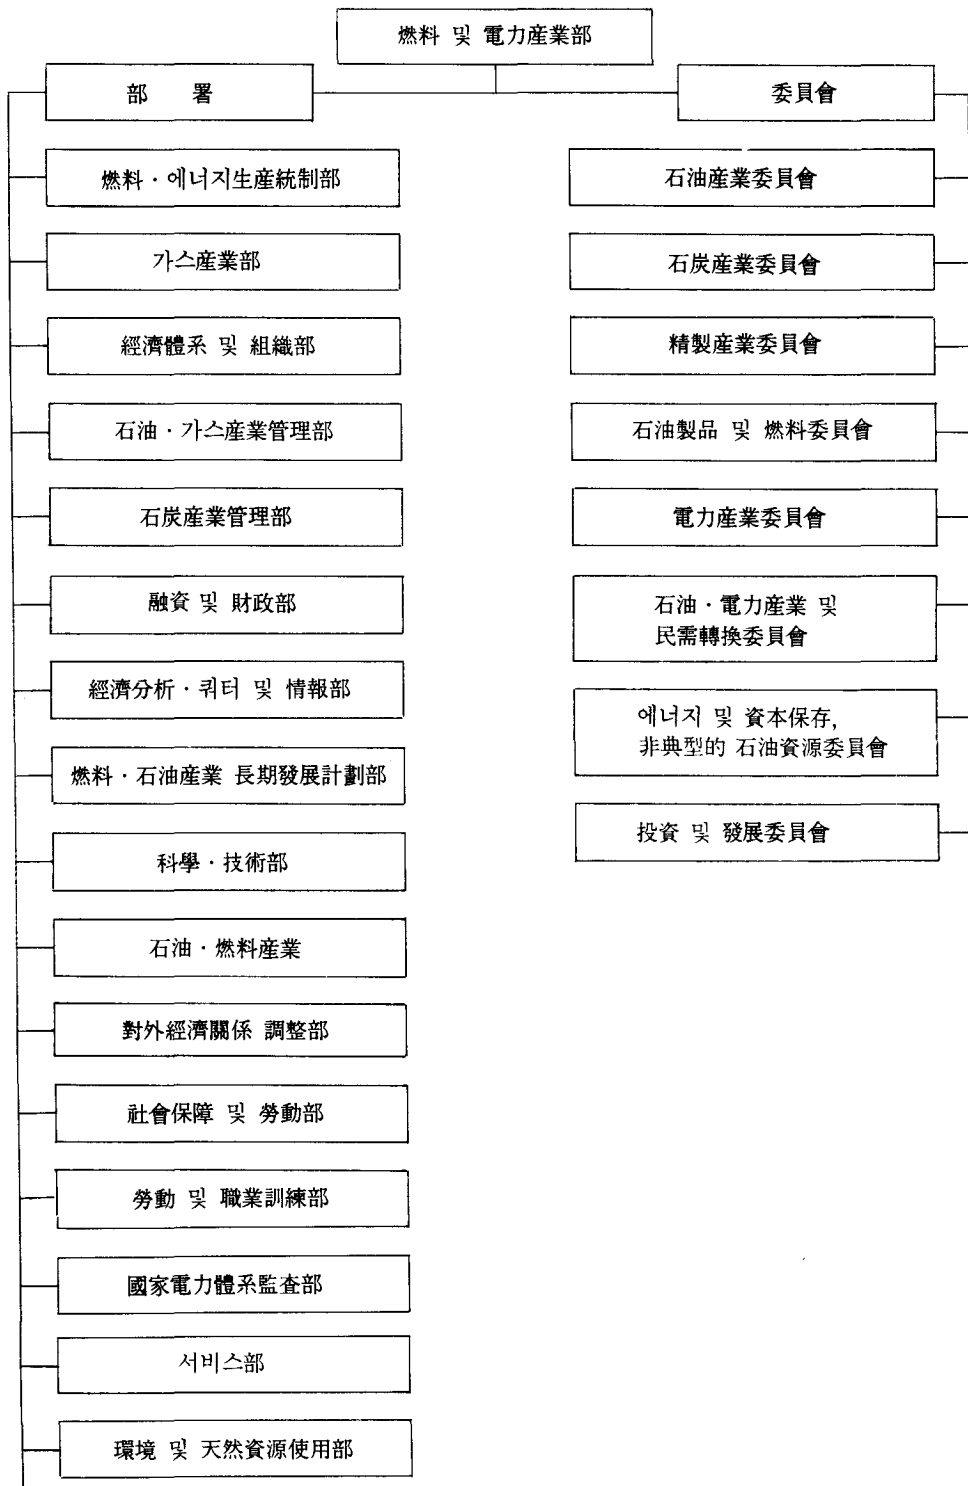 燃料 및 電力産業部
部 署
委員會
燃料·에너지生産統制部
가스産業部
經濟體系 및 組織部
石油·가스産業管理部
石炭産業管理部
融資 및 財政部
經濟分析·쿼터 및 情報部
燃料·石油産業 長期發展計劃部
科學·技術部
石油·燃料産業
對外經濟關係 調整部
社會保障 및 勞動部
勞動 및 職業訓練部
國家電力體系監査部
서비스部
環境 및 天然資源使用部
石油産業委員會
石炭産業委員會
精製産業委員會
石油製品 및 燃料委員會
電力産業委員會
石油·電力産業 및
民需轉換委員會
에너지 및 資本保存,
非典型的 石油資源委員會
投資 및 發展委員會